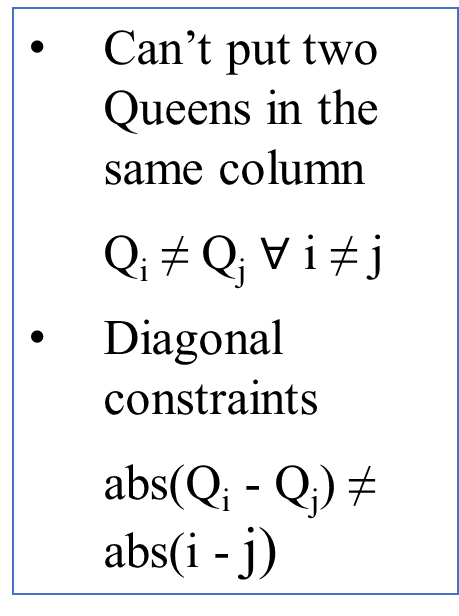 • Can’t put two
Queens in the
same column
Qᵢ ≠ Qⱼ ∀ i ≠ j
• Diagonal
constraints
abs(Qᵢ - Qⱼ) ≠
abs(i - j)